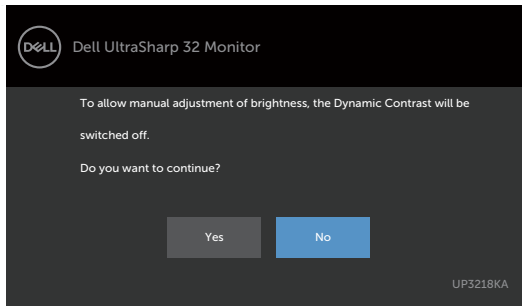 DELL
Dell UltraSharp 32 Monitor
To allow manual adjustment of brightness, the Dynamic Contrast will be
switched off.
Do you want to continue?
Yes
No
UP3218KA